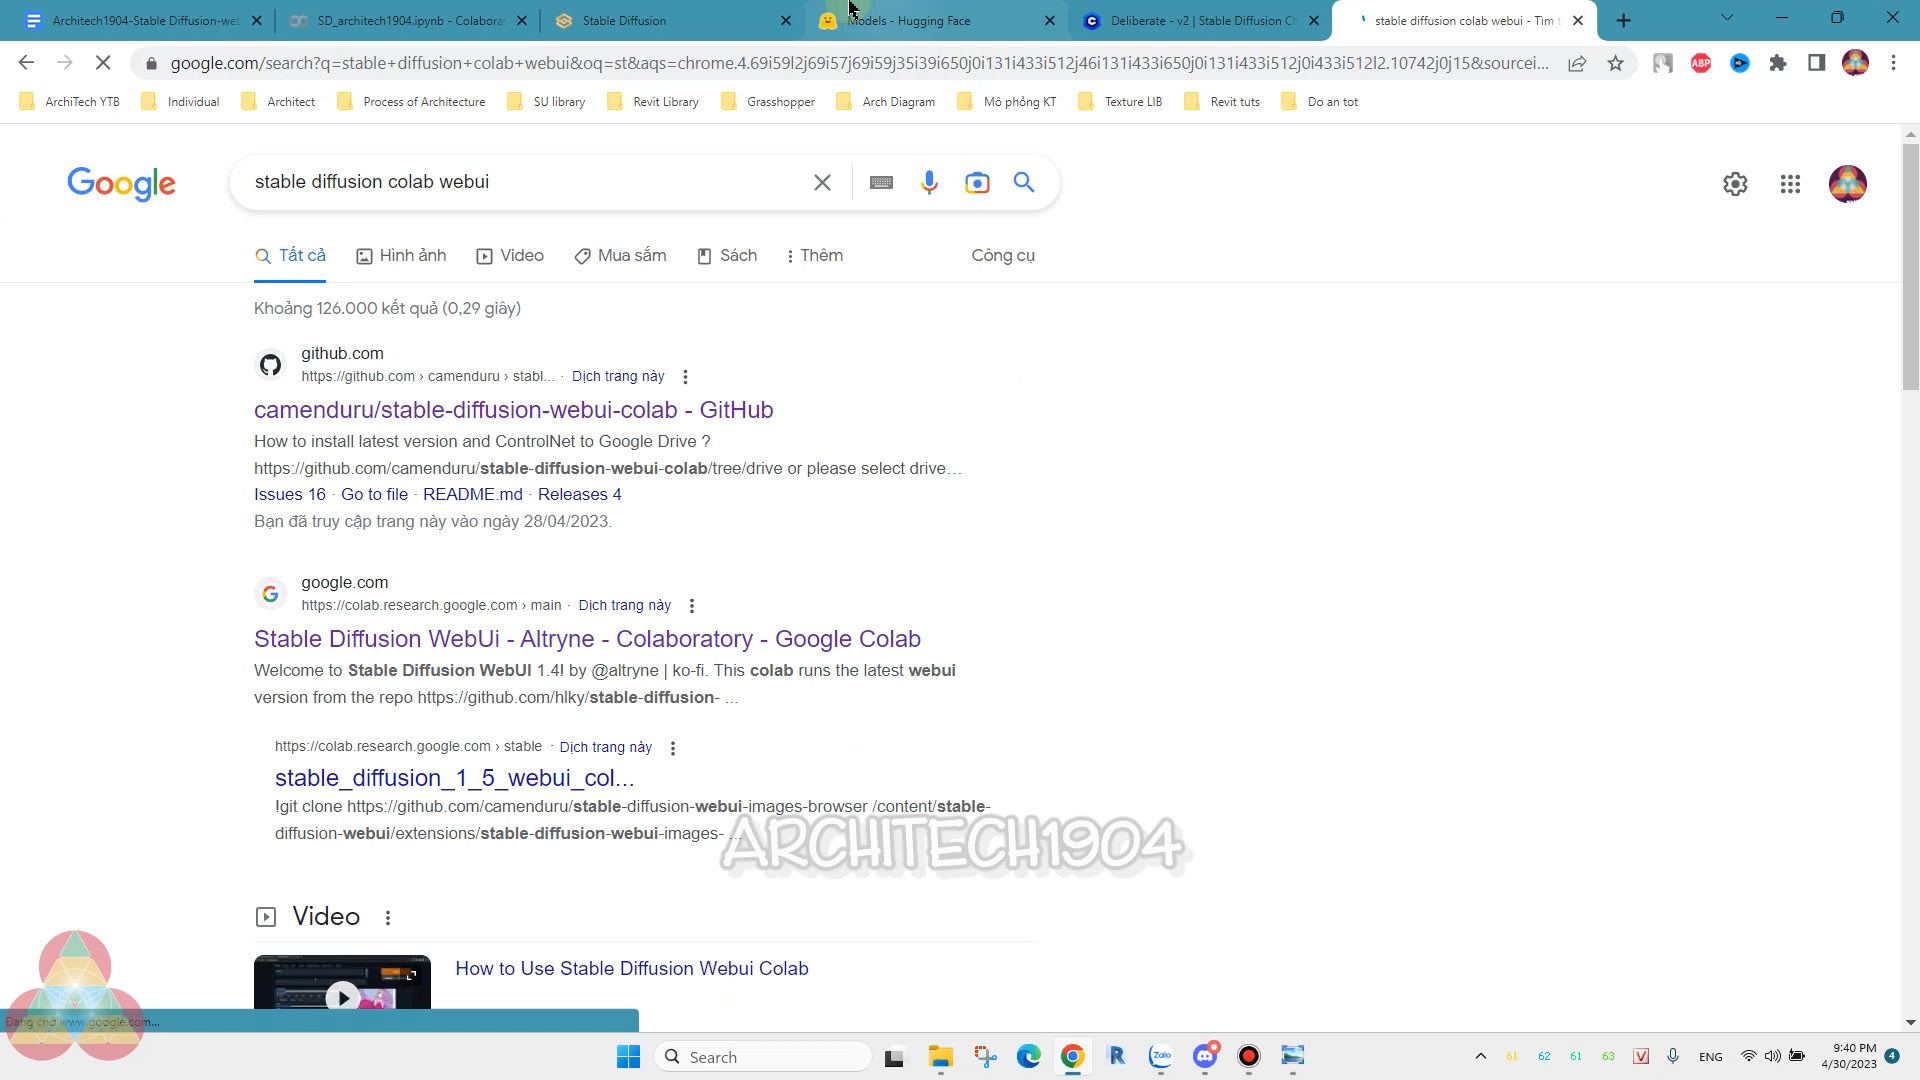 Architech1904-Stable Diffusion-we
SD_architech1904.ipynb - Colabora
Stable Diffusion
Models - Hugging Face
Deliberate - v2 | Stable Diffusion C
stable diffusion colab webui - Tìm
google.com/search?q=stable+diffusion+colab+webui&oq=st&aqs=chrome.4.69i59l2j69i57j69i59j35i39i650j0i131i433i512j46i131i433i650j0i131i433i512j0i433i512l2.10742j0j15&sourcei...
ABP
ArchiTech YTB
Individual
Architect
Process of Architecture
SU library
Revit Library
Grasshopper
Arch Diagram
Mô phỏng KT
Texture LIB
Revit tuts
Do an tot
Google
stable diffusion colab webui
Tất cả
Hình ảnh
Video
Mua sắm
Sách
Thêm
Công cụ
Khoảng 126.000 kết quả (0,29 giây)
github.com
https://github.com › camenduru › stabl... · Dịch trang này
camenduru/stable-diffusion-webui-colab - GitHub
How to install latest version and ControlNet to Google Drive ?
https://github.com/camenduru/stable-diffusion-webui-colab/tree/drive or please select drive...
Issues 16 · Go to file · README.md · Releases 4
Bạn đã truy cập trang này vào ngày 28/04/2023.
google.com
https://colab.research.google.com › main · Dịch trang này
Stable Diffusion WebUi - Altryne - Colaboratory - Google Colab
Welcome to Stable Diffusion WebUI 1.4! by @altryne | ko-fi. This colab runs the latest webui
version from the repo https://github.com/hlky/stable-diffusion- ...
https://colab.research.google.com › stable · Dịch trang này
stable_diffusion_1_5_webui_col...
!git clone https://github.com/camenduru/stable-diffusion-webui-images-browser /content/stable-
diffusion-webui/extensions/stable-diffusion-webui-images- ...
ARCHITECH1904
Video
How to Use Stable Diffusion Webui Colab
Đang chờ www.google.com...
Search
Zalo
61
62
61
63
V
ENG
9:40 PM
4/30/2023
4